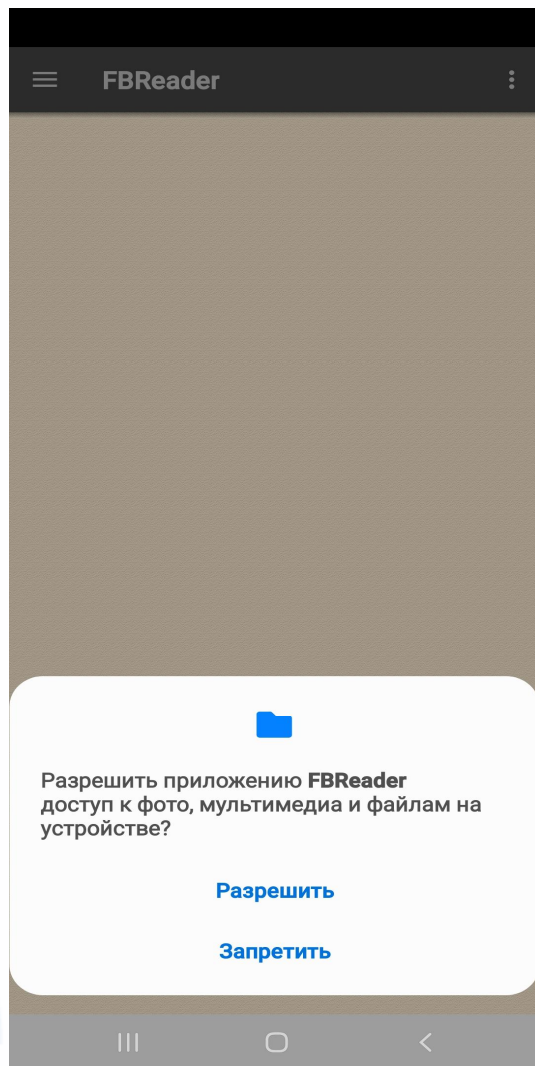 FBReader
Разрешить приложению FBReader
доступ к фото, мультимедиа и файлам на
устройстве?
Разрешить
Запретить